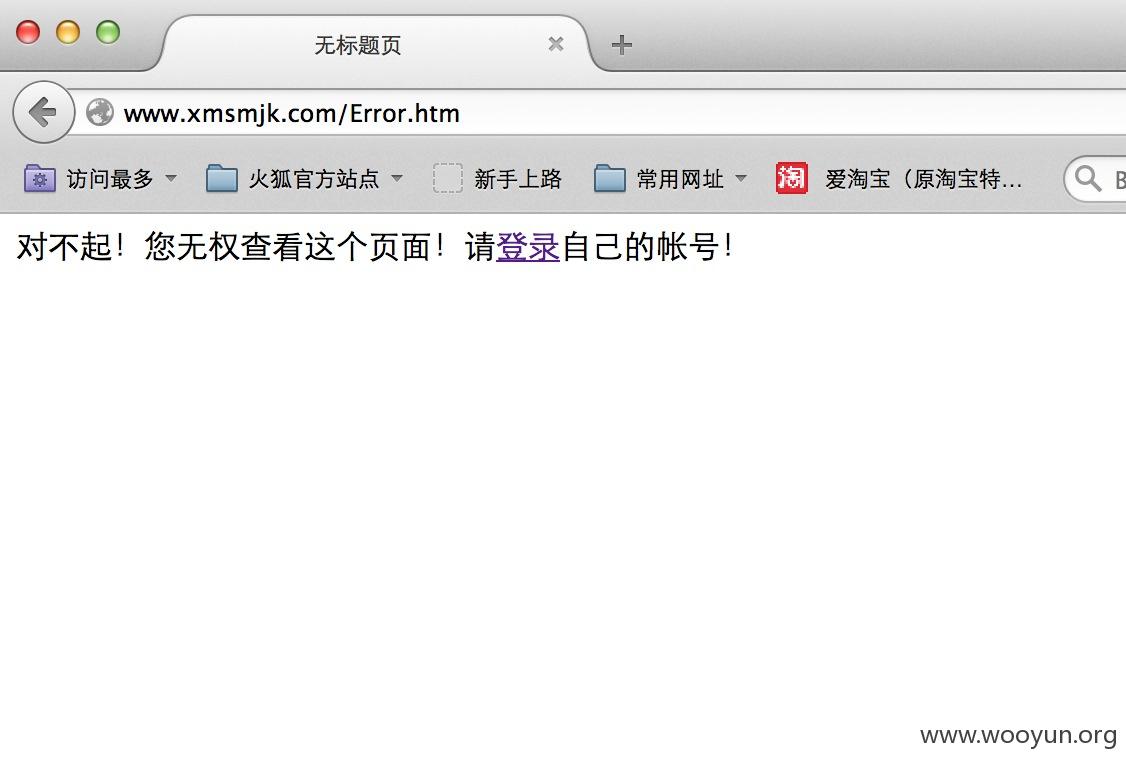 无标题页
www.xmsmjk.com/Error.htm
访问最多 火狐官方站点 新手上路 常用网址 淘 爱淘宝（原淘宝特...
对不起！您无权查看这个页面！请登录自己的帐号！
www.wooyun.org